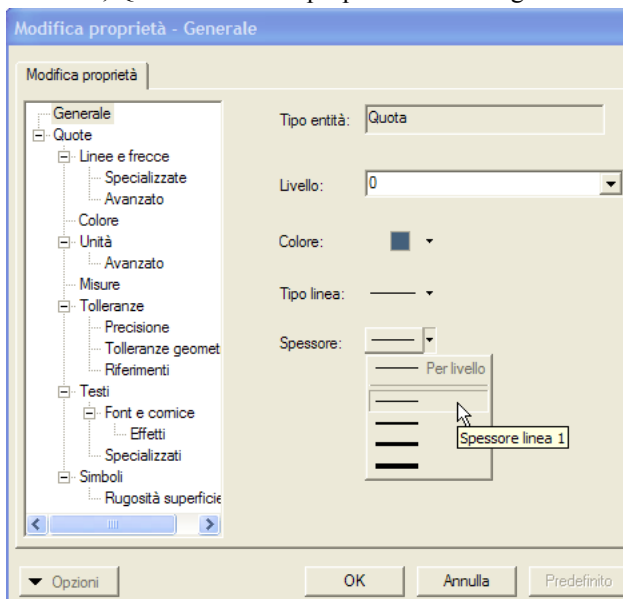 Modifica proprietà - Generale
Modifica proprietà
Generale
Quote
Linee e frecce
Specializzate
Avanzato
Colore
Unità
Avanzato
Misure
Tolleranze
Precisione
Tolleranze geomet
Riferimenti
Testi
Font e cornice
Effetti
Specializzati
Simboli
Rugosità superficie
Tipo entità: Quota
Livello: 0
Colore:
Tipo linea:
Spessore:
Per livello
Spessore linea 1
Opzioni
OK
Annulla
Predefinito